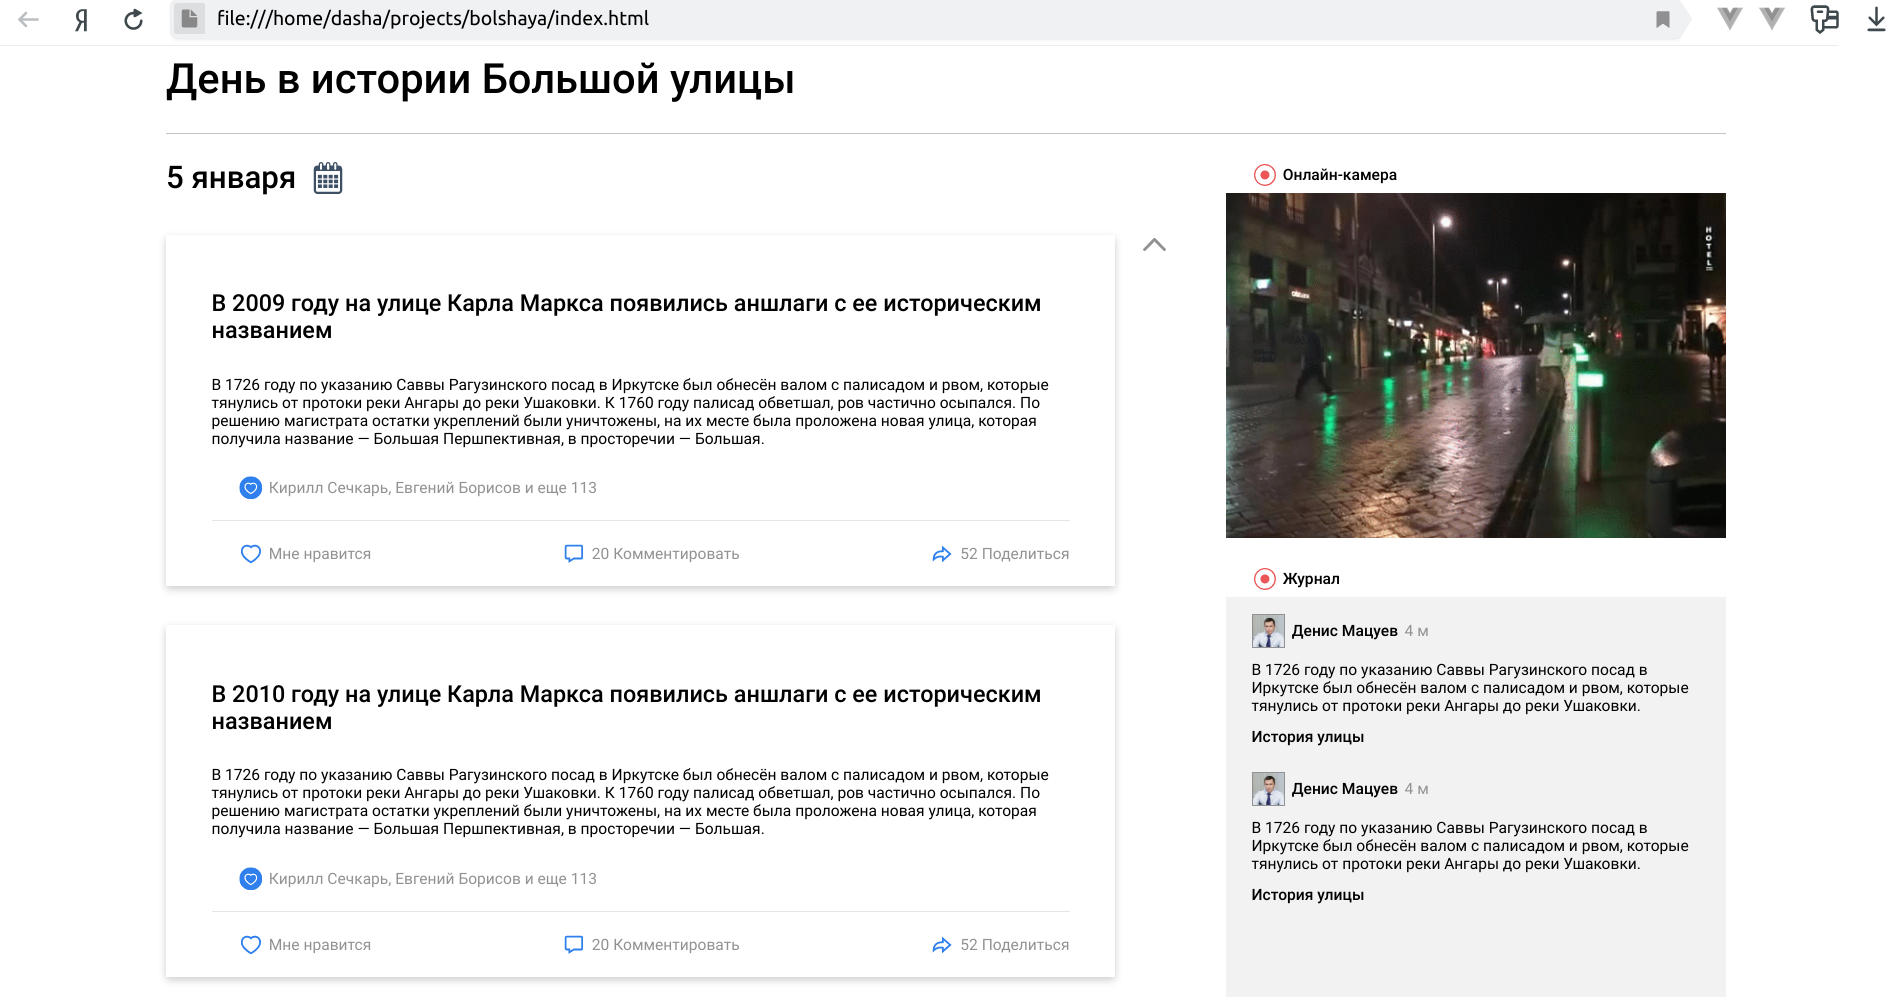 Я
file:///home/dasha/projects/bolshaya/index.html
День в истории Большой улицы
5 января
В 2009 году на улице Карла Маркса появились аншлаги с ее историческим
названием
В 1726 году по указанию Саввы Рагузинского посад в Иркутске был обнесён валом с палисадом и рвом, которые
тянулись от протоки реки Ангары до реки Ушаковки. К 1760 году палисад обветшал, ров частично осыпался. По
решению магистрата остатки укреплений были уничтожены, на их месте была проложена новая улица, которая
получила название — Большая Першпективная, в просторечии — Большая.
Кирилл Сечкарь, Евгений Борисов и еще 113
Мне нравится
20 Комментировать
52 Поделиться
В 2010 году на улице Карла Маркса появились аншлаги с ее историческим
названием
В 1726 году по указанию Саввы Рагузинского посад в Иркутске был обнесён валом с палисадом и рвом, которые
тянулись от протоки реки Ангары до реки Ушаковки. К 1760 году палисад обветшал, ров частично осыпался. По
решению магистрата остатки укреплений были уничтожены, на их месте была проложена новая улица, которая
получила название — Большая Першпективная, в просторечии — Большая.
Кирилл Сечкарь, Евгений Борисов и еще 113
Мне нравится
20 Комментировать
52 Поделиться
Онлайн-камера
HOTEL
Журнал
Денис Мацуев 4 м
В 1726 году по указанию Саввы Рагузинского посад в
Иркутске был обнесён валом с палисадом и рвом, которые
тянулись от протоки реки Ангары до реки Ушаковки.
История улицы
Денис Мацуев 4 м
В 1726 году по указанию Саввы Рагузинского посад в
Иркутске был обнесён валом с палисадом и рвом, которые
тянулись от протоки реки Ангары до реки Ушаковки.
История улицы